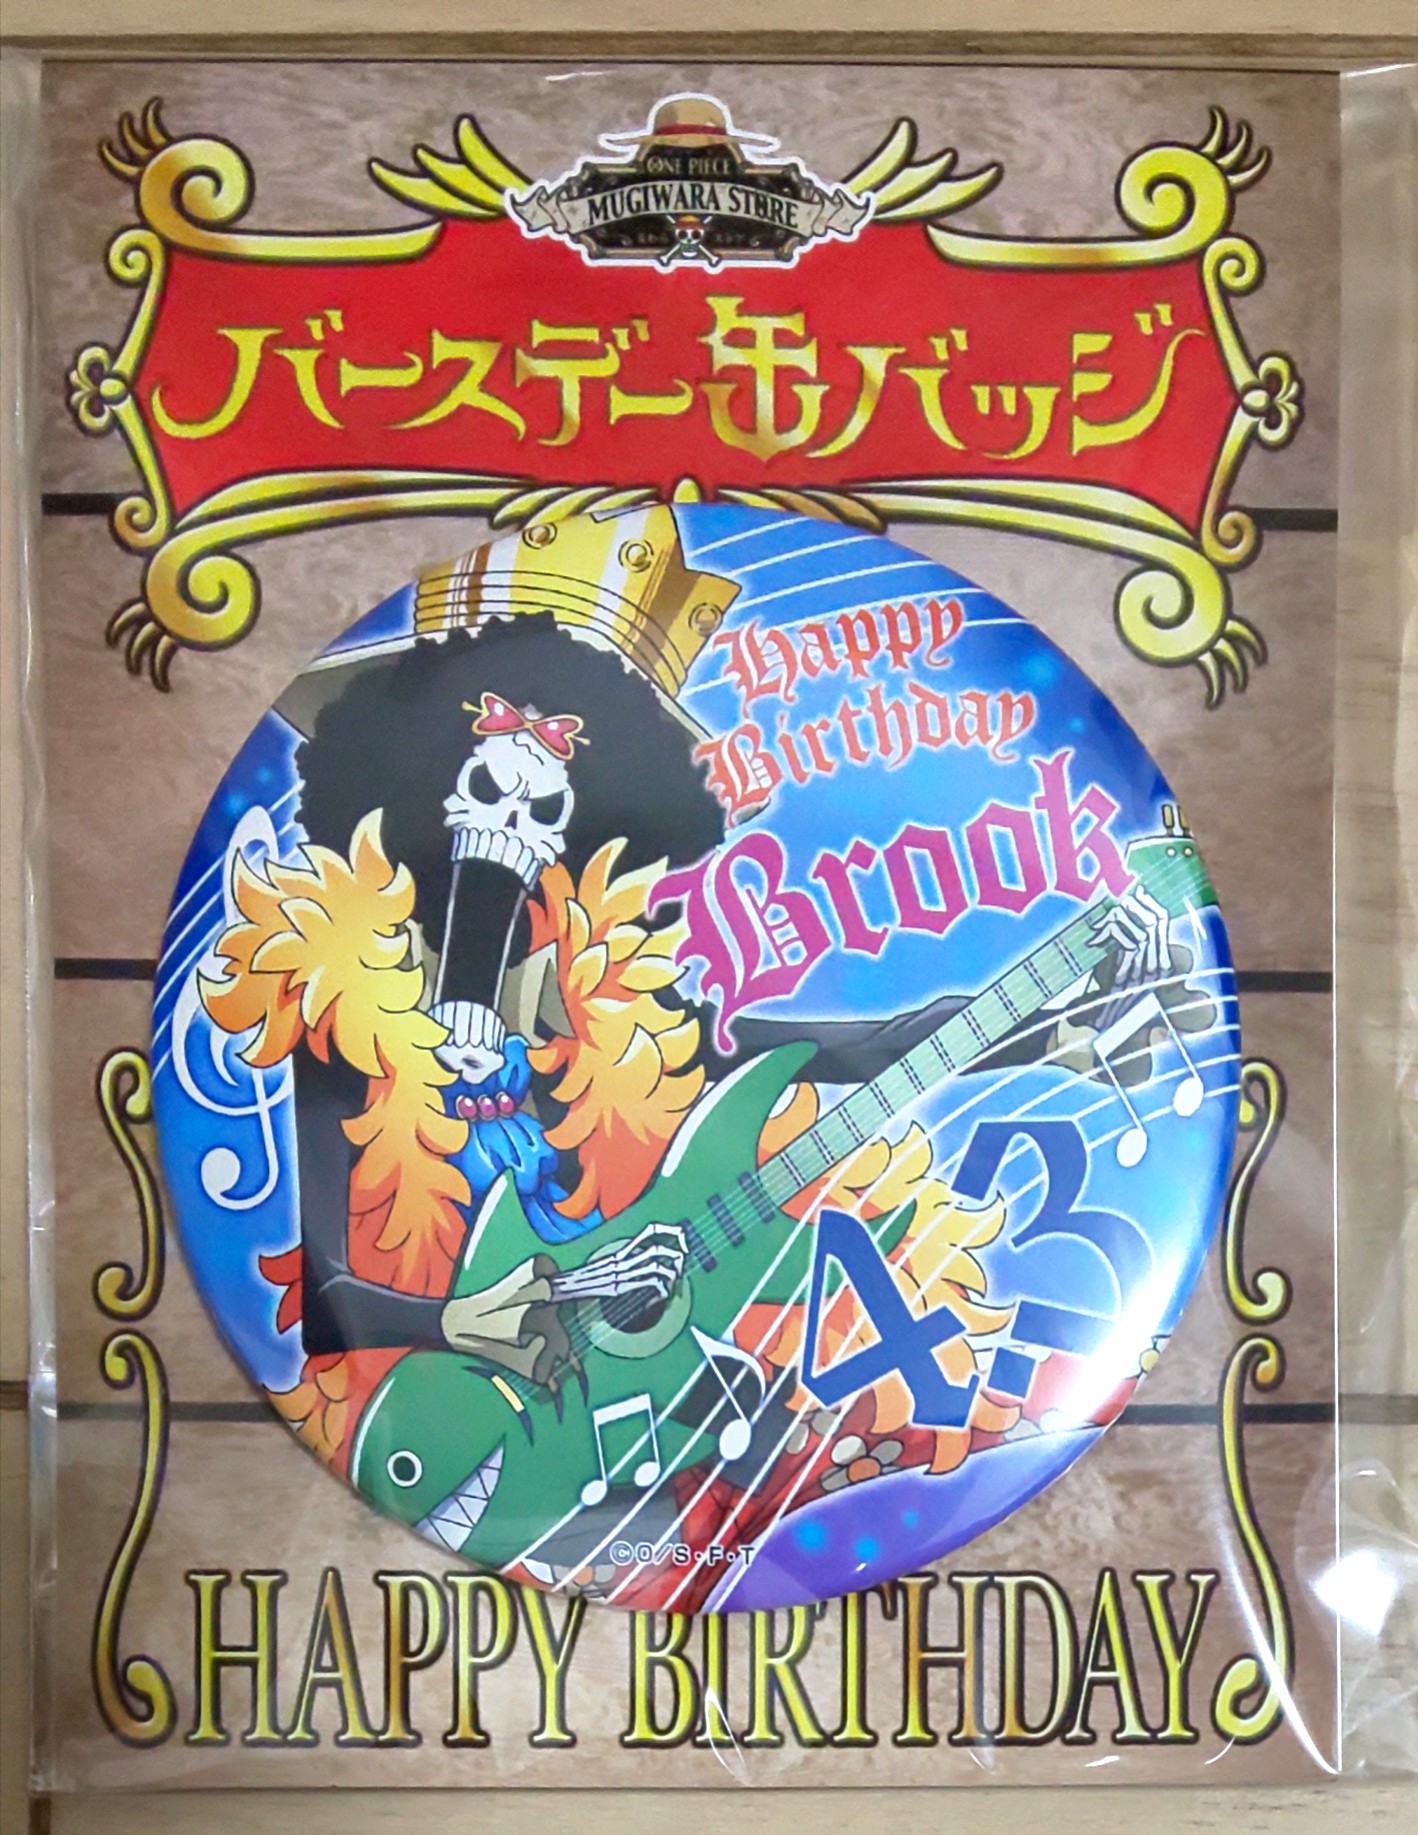 ONE PIECE
MUGIWARA STORE
バースデー缶バッジ
Happy
Birthday
Brook
4.3
©O/S・F・T
HAPPY BIRTHDAY